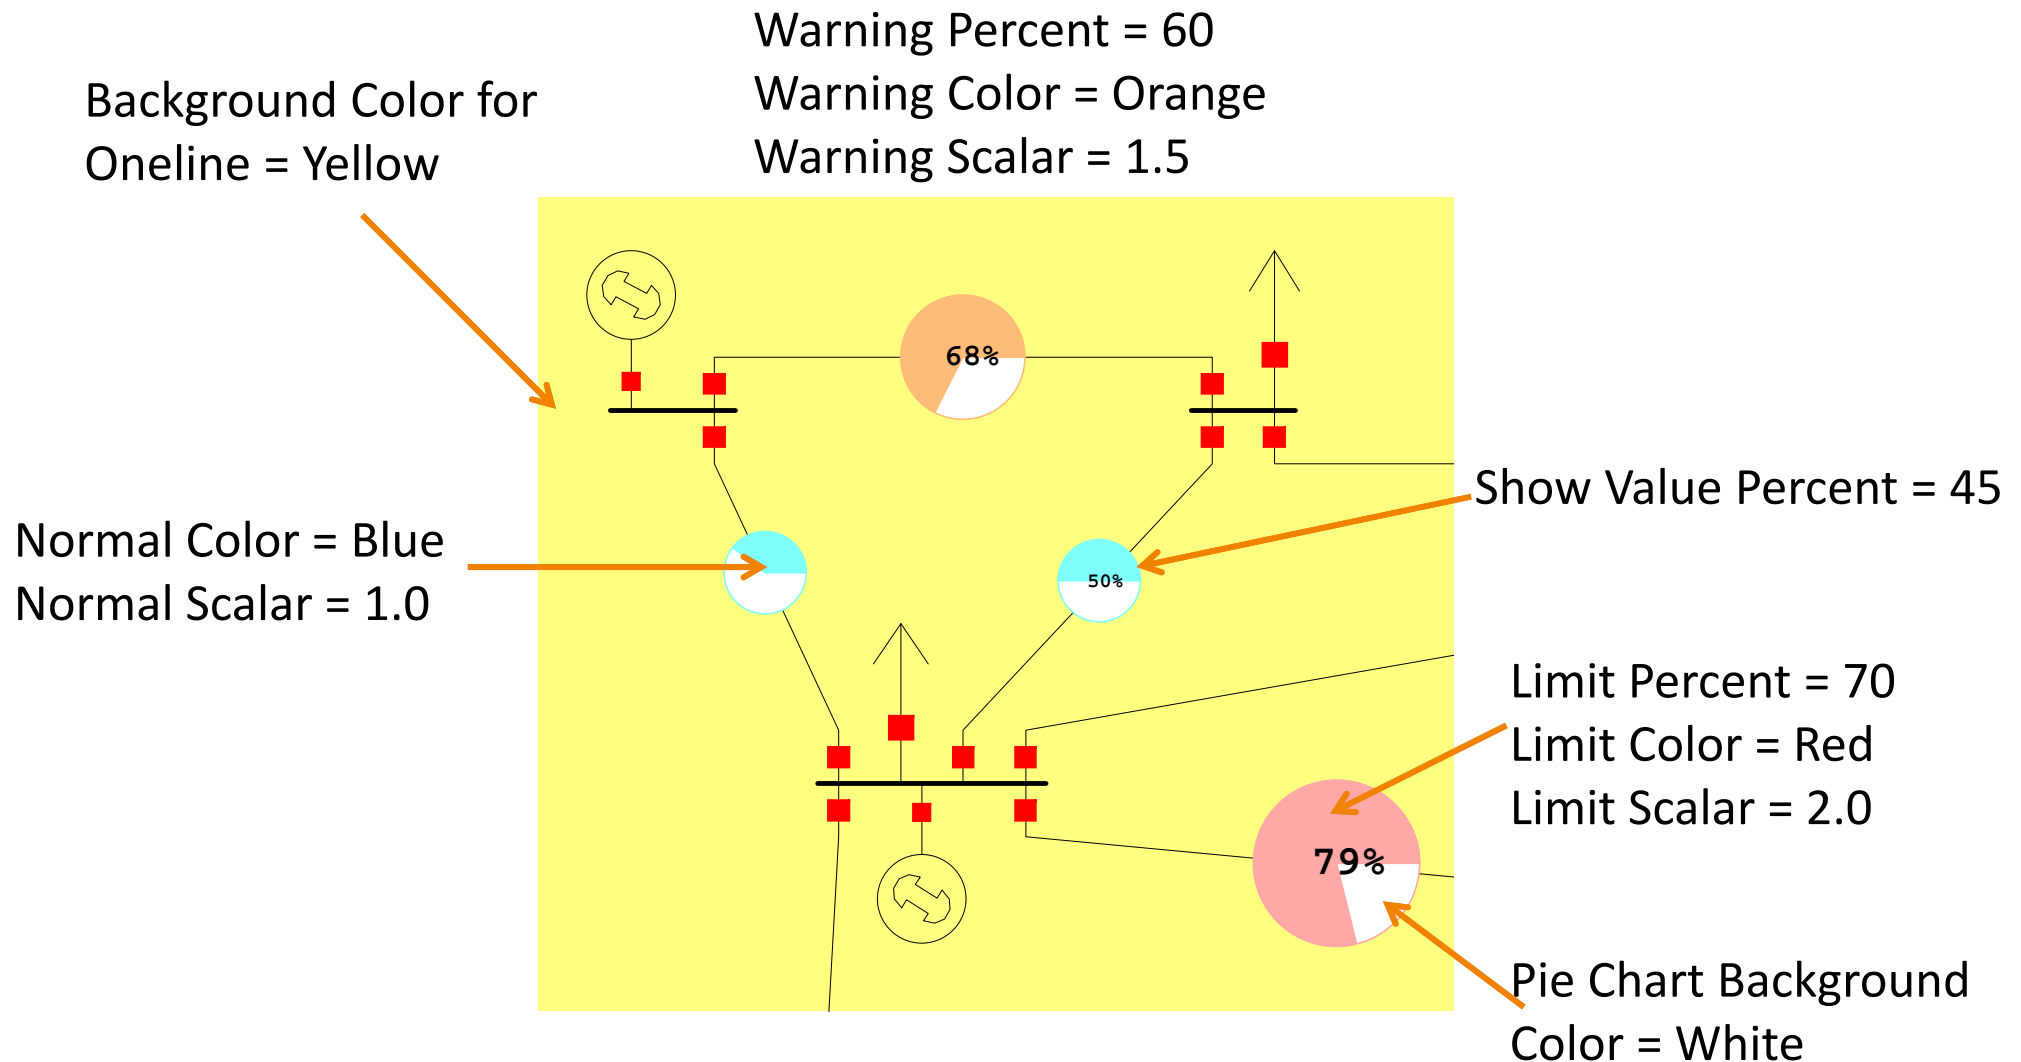 Warning Percent = 60
Warning Color = Orange
Warning Scalar = 1.5
Background Color for
Oneline = Yellow
68%
Show Value Percent = 45
Normal Color = Blue
Normal Scalar = 1.0
50%
Limit Percent = 70
Limit Color = Red
Limit Scalar = 2.0
79%
Pie Chart Background
Color = White